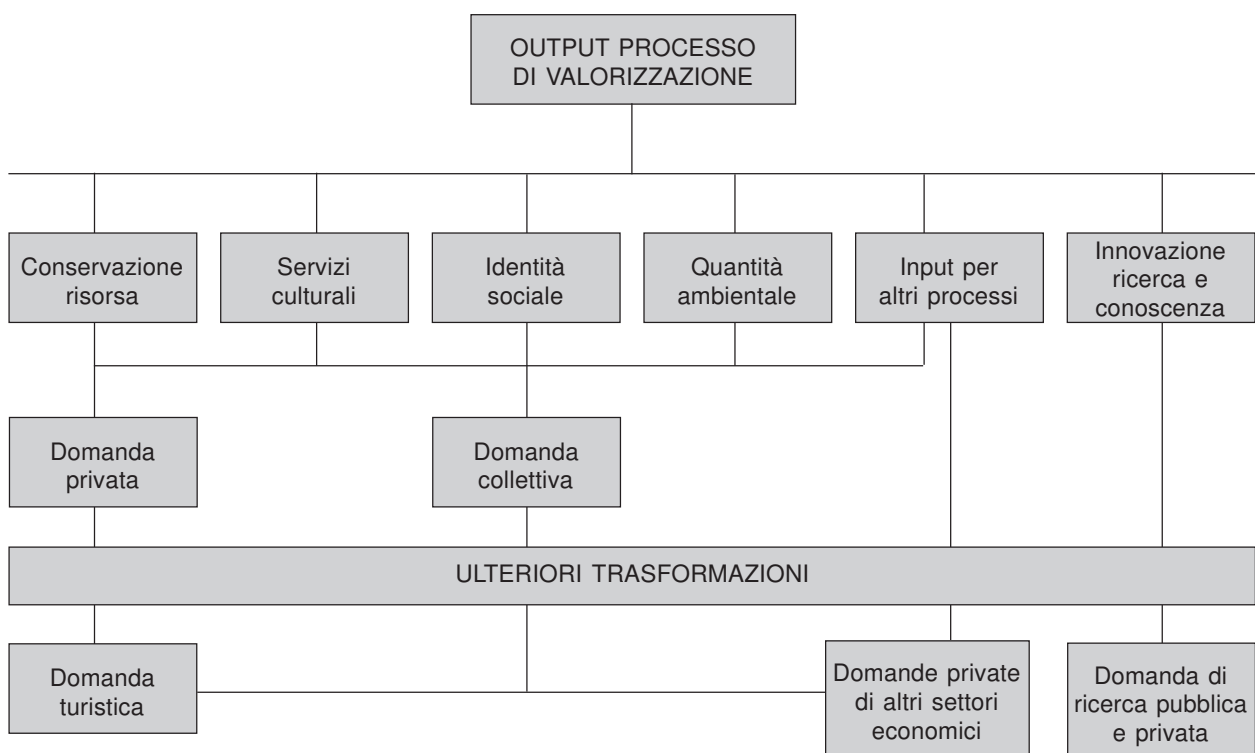 OUTPUT PROCESSO
DI VALORIZZAZIONE
Conservazione
risorsa
Servizi
culturali
Identità
sociale
Quantità
ambientale
Input per
altri processi
Innovazione
ricerca e
conoscenza
Domanda
privata
Domanda
collettiva
ULTERIORI TRASFORMAZIONI
Domanda
turistica
Domande private
di altri settori
economici
Domanda di
ricerca pubblica
e privata